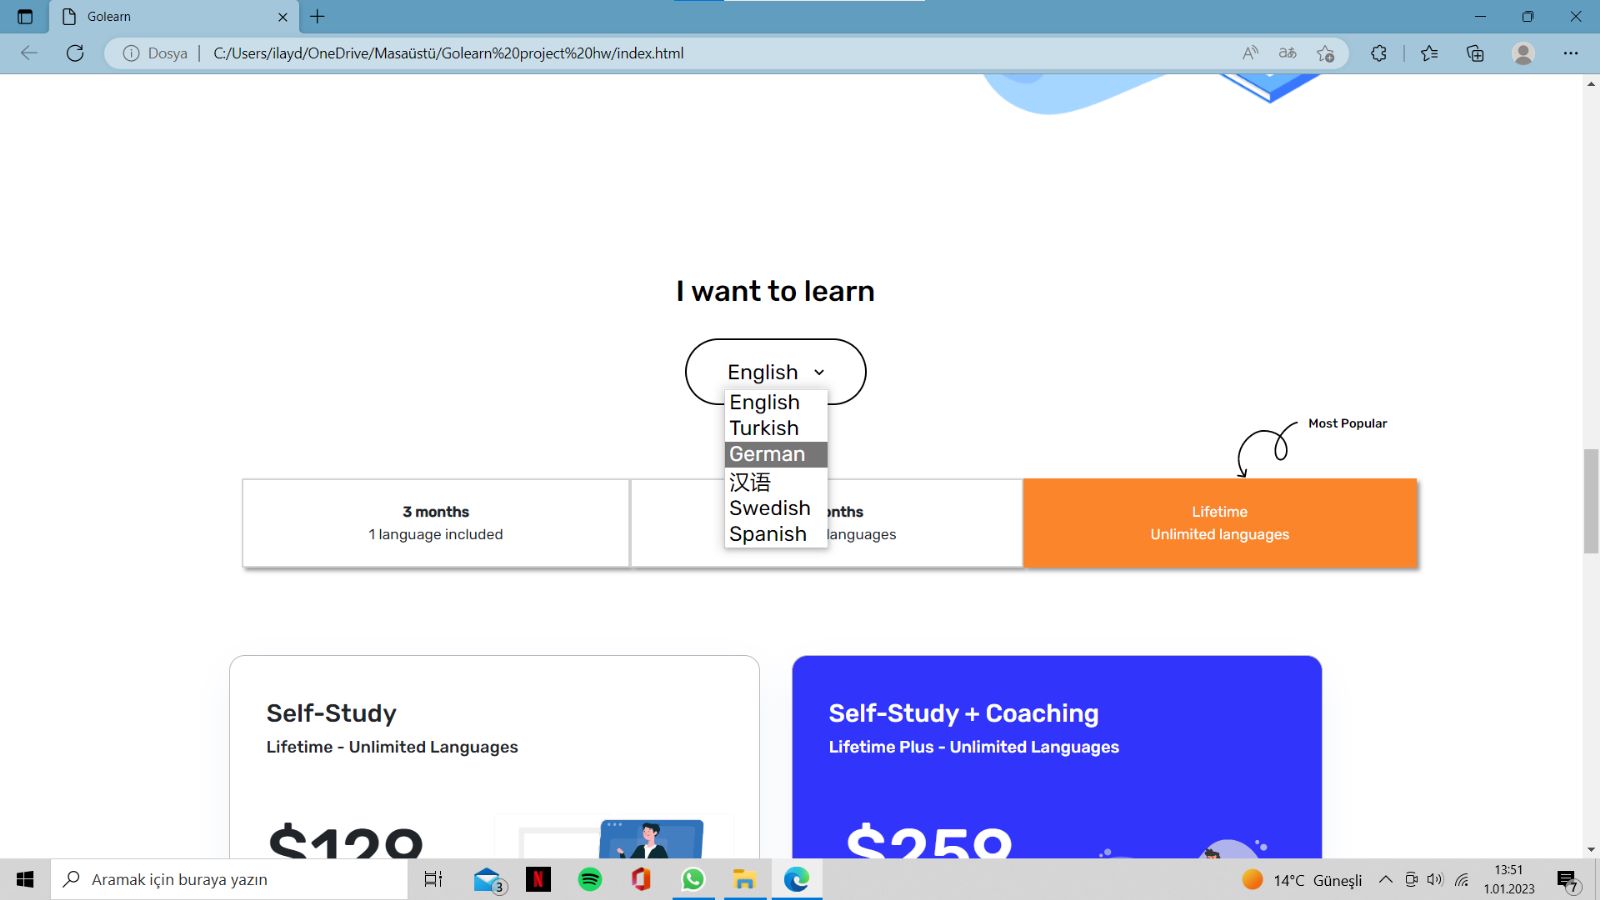 Golearn
Dosya
C:/Users/ilayd/OneDrive/Masaüstü/Golearn%20project%20hw/index.html
I want to learn
English
English
Turkish
German
汉语
Swedish
Spanish
Most Popular
3 months
1 language included
onths
languages
Lifetime
Unlimited languages
Self-Study
Lifetime - Unlimited Languages
$129
Self-Study + Coaching
Lifetime Plus - Unlimited Languages
$259
Aramak için buraya yazın
3
14°C Güneşli
13:51
1.01.2023
7